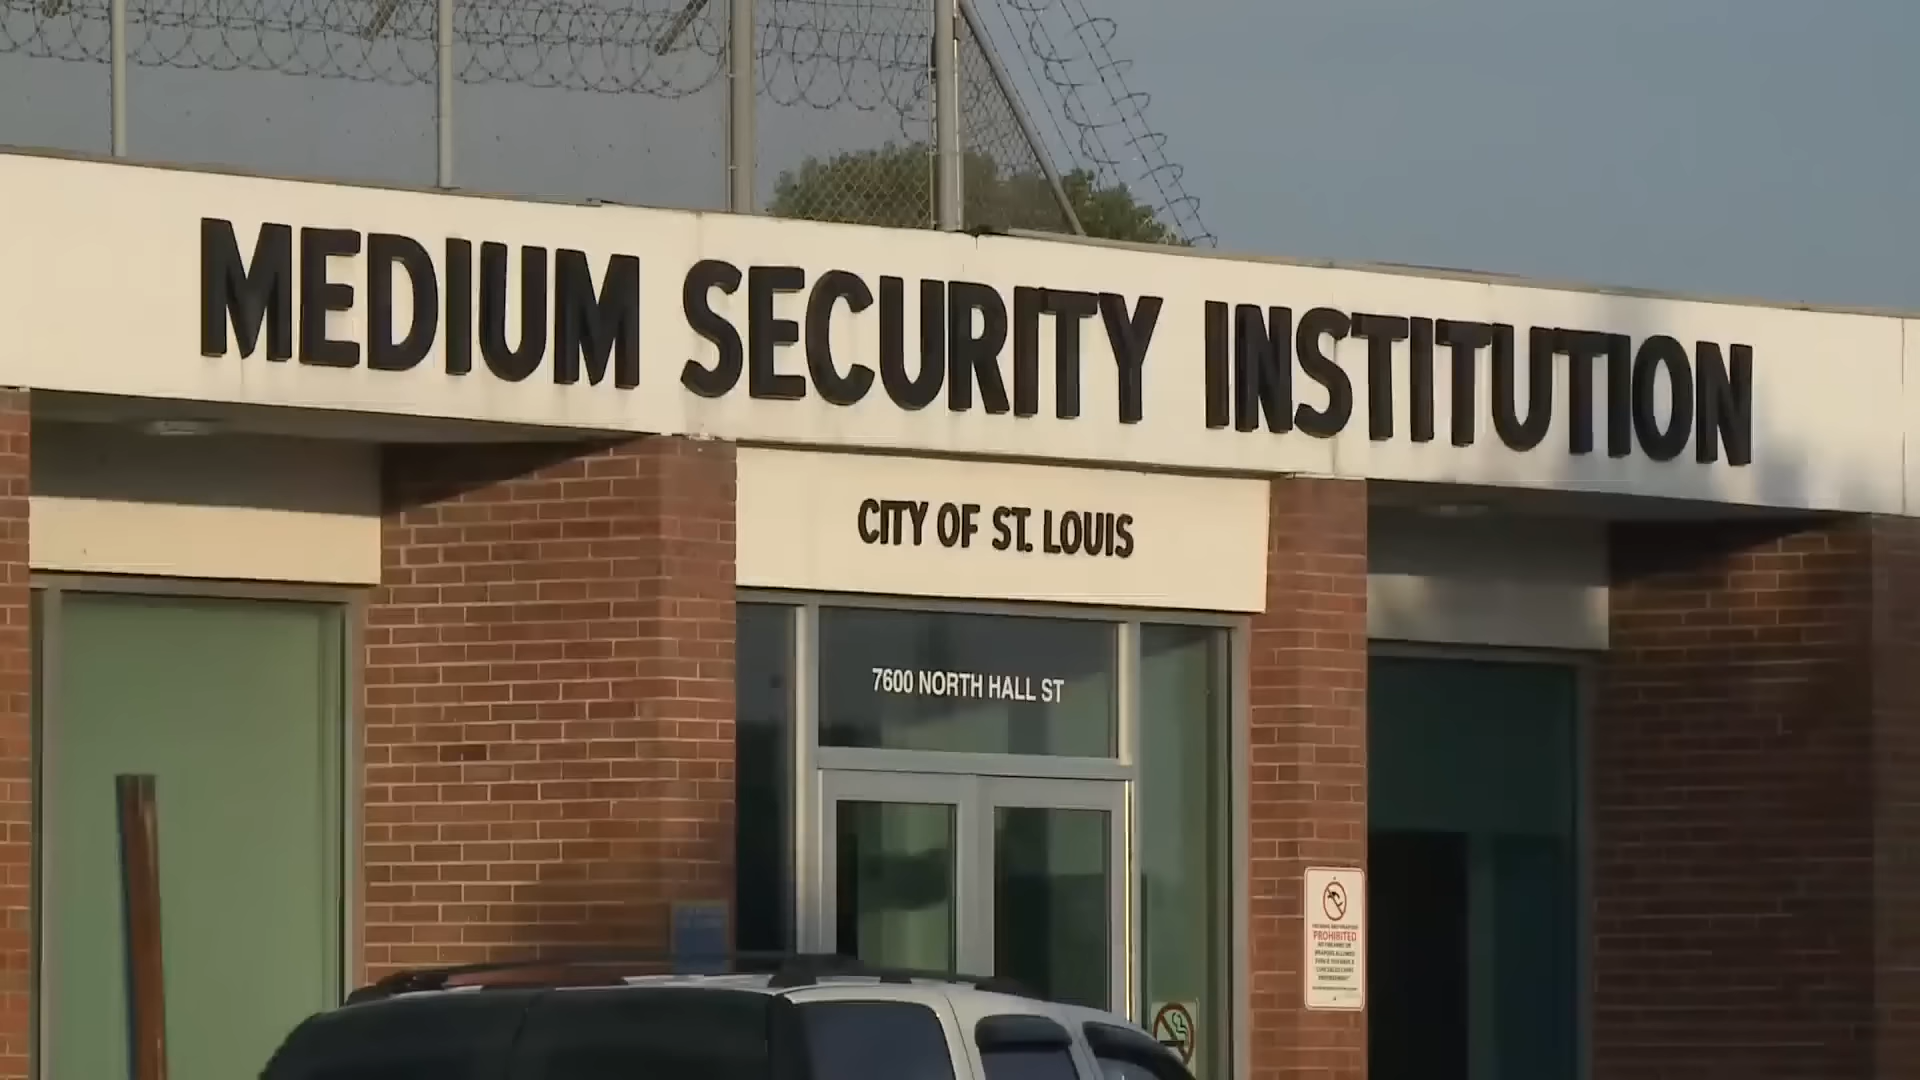 MEDIUM SECURITY INSTITUTION
CITY OF ST. LOUIS
7600 NORTH HALL ST
PROHIBITED